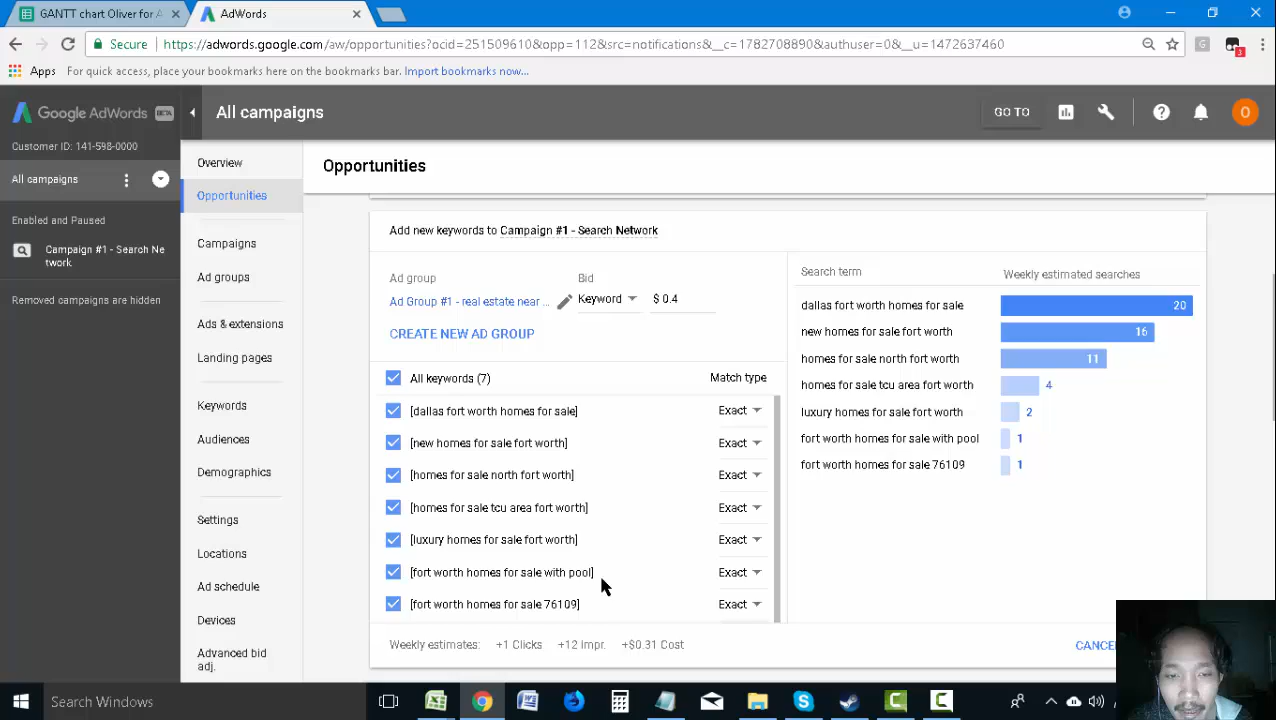 GANTT chart Oliver for A
AdWords
Secure
https://adwords.google.com/aw/opportunities?ocid=251509610&opp=112&src=notifications&__c=1782708890&authuser=0&__u=1472637460
Apps
For quick access, place your bookmarks here on the bookmarks bar. Import bookmarks now...
Google AdWords BETA
All campaigns
GO TO
O
Customer ID: 141-598-0000
All campaigns
Enabled and Paused
Campaign #1 - Search Ne
twork
Removed campaigns are hidden
Overview
Opportunities
Campaigns
Ad groups
Ads & extensions
Landing pages
Keywords
Audiences
Demographics
Settings
Locations
Ad schedule
Devices
Advanced bid
adj.
Opportunities
Add new keywords to Campaign #1 - Search Network
Ad group
Bid
Ad Group #1 - real estate near ...
Keyword
$ 0.4
CREATE NEW AD GROUP
All keywords (7)
Match type
[dallas fort worth homes for sale] Exact
[new homes for sale fort worth] Exact
[homes for sale north fort worth] Exact
[homes for sale tcu area fort worth] Exact
[luxury homes for sale fort worth] Exact
[fort worth homes for sale with pool] Exact
[fort worth homes for sale 76109] Exact
Weekly estimates: +1 Clicks +12 Impr. +$0.31 Cost
Search term
Weekly estimated searches
dallas fort worth homes for sale 20
new homes for sale fort worth 16
homes for sale north fort worth 11
homes for sale tcu area fort worth 4
luxury homes for sale fort worth 2
fort worth homes for sale with pool 1
fort worth homes for sale 76109 1
Search Windows